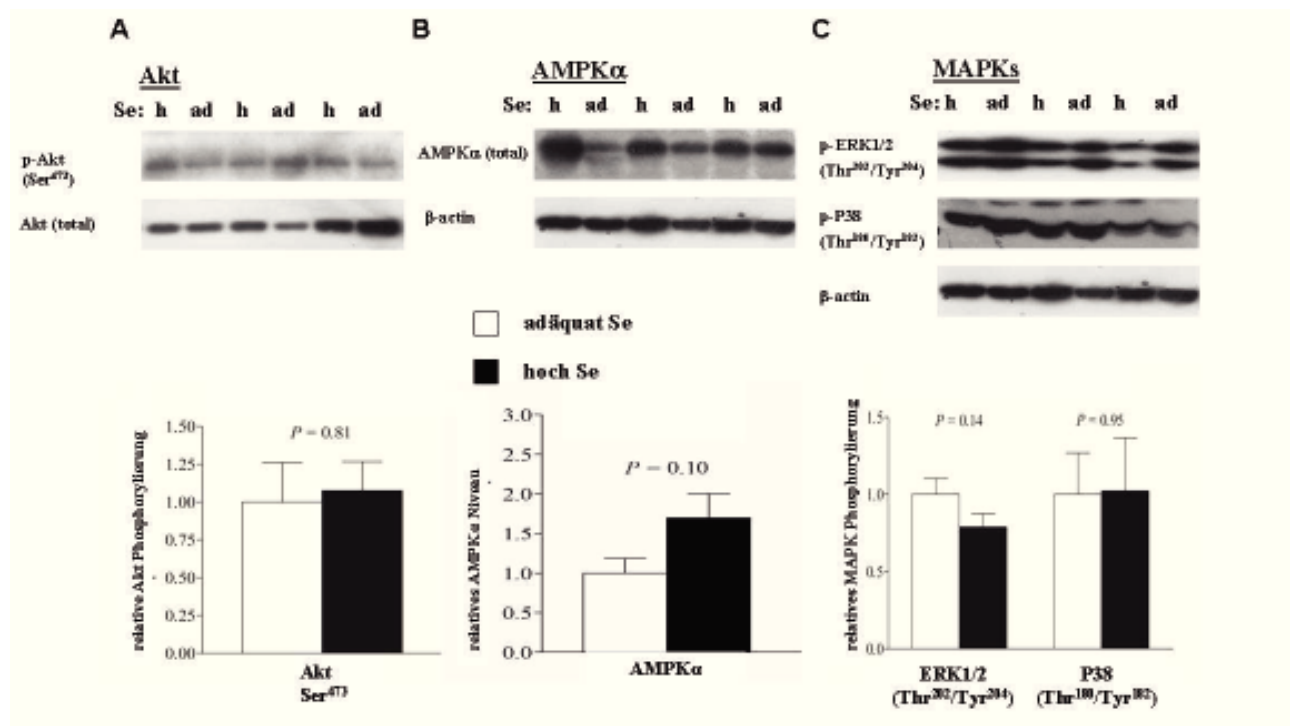 A
Akt
Se: h ad h ad h ad
p-Akt
(Ser⁴⁷³)
Akt (total)
B
AMPKα
Se: h ad h ad h ad
AMPKα (total)
β-actin
C
MAPKs
Se: h ad h ad h ad
p-ERK1/2
(Thr²⁰²/Tyr²⁰⁴)
p-P38
(Thr¹⁸⁰/Tyr¹⁸²)
β-actin
adäquat Se
hoch Se
relative Akt Phosphorylierung
1.50
1.25
1.00
0.75
0.50
0.25
0.00
P = 0.81
Akt
Ser⁴⁷³
relatives AMPKα Niveau
3.0
2.5
2.0
1.5
1.0
0.5
0.0
P = 0.10
AMPKα
relatives MAPK Phosphorylierung
1.5
1.0
0.5
0.0
P = 0.14
P = 0.95
ERK1/2
(Thr²⁰²/Tyr²⁰⁴)
P38
(Thr¹⁸⁰/Tyr¹⁸²)